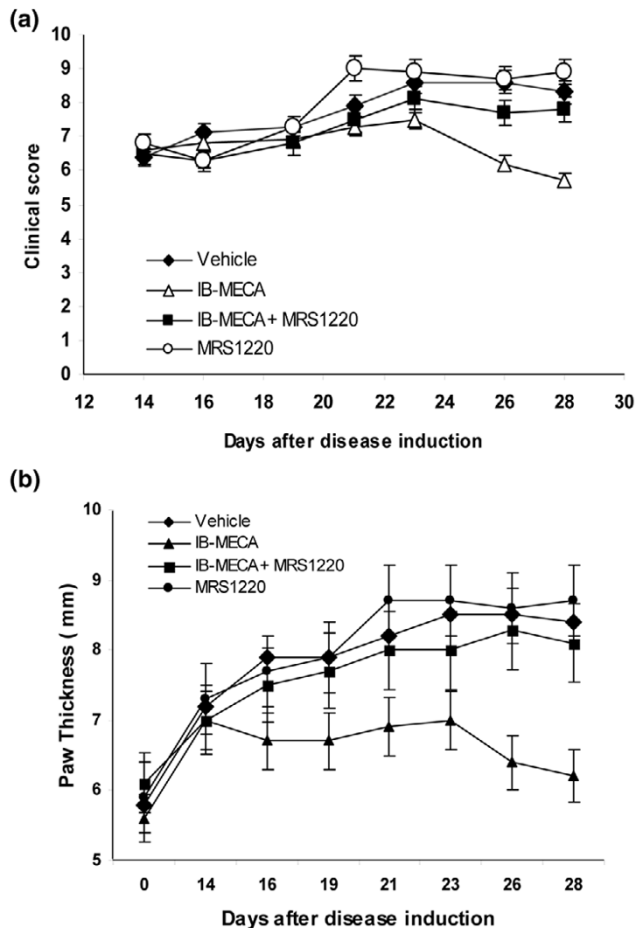 (a)
10
9
8
7
6
5
4
3
2
1
0
Clinical score
Vehicle
IB-MECA
IB-MECA+ MRS1220
MRS1220
12 14 16 18 20 22 24 26 28 30
Days after disease induction
(b)
10
9
8
7
6
5
Paw Thickness ( mm)
Vehicle
IB-MECA
IB-MECA+ MRS1220
MRS1220
0 14 16 19 21 23 26 28
Days after disease induction